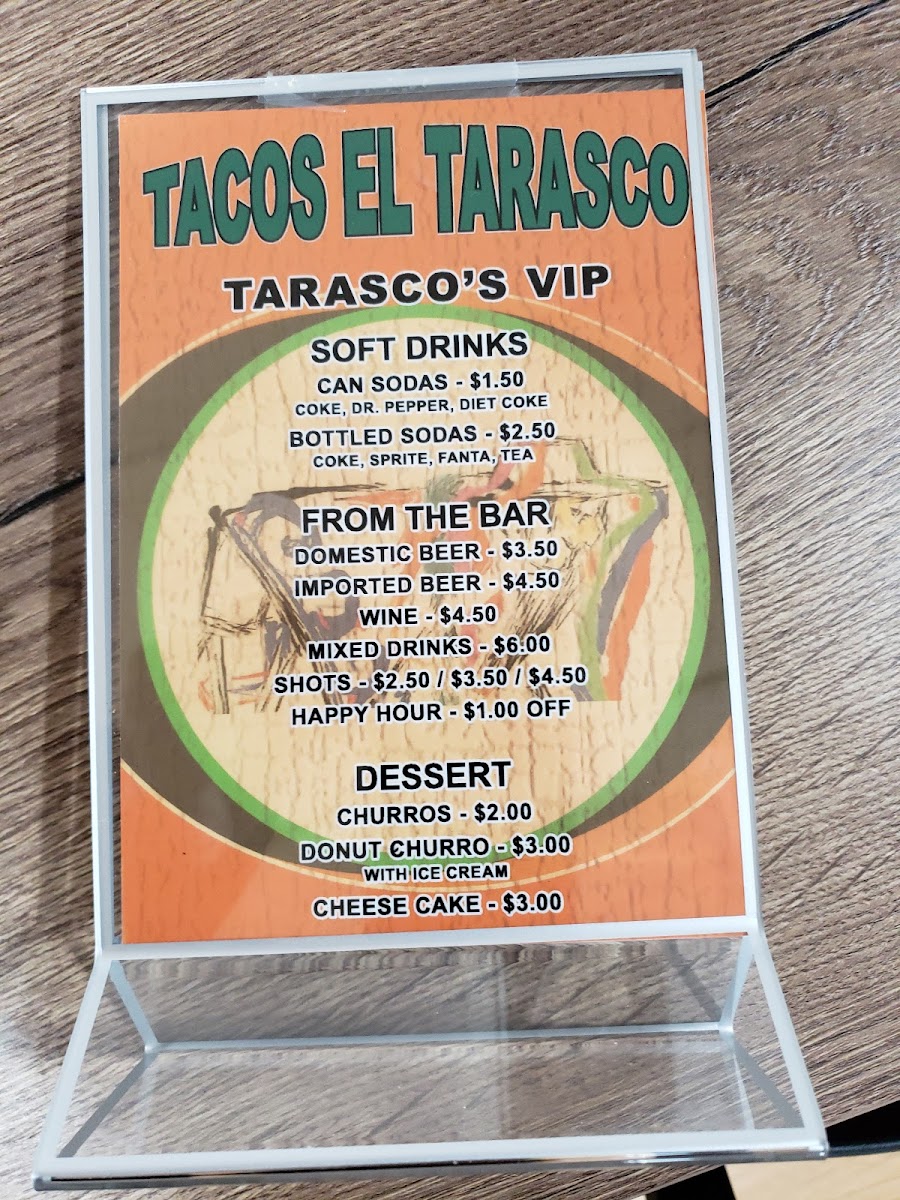 TACOS EL TARASCO
TARASCO'S VIP
SOFT DRINKS
CAN SODAS - $1.50
COKE, DR. PEPPER, DIET COKE
BOTTLED SODAS - $2.50
COKE, SPRITE, FANTA, TEA
FROM THE BAR
DOMESTIC BEER - $3.50
IMPORTED BEER - $4.50
WINE - $4.50
MIXED DRINKS - $6.00
SHOTS - $2.50 / $3.50 / $4.50
HAPPY HOUR - $1.00 OFF
DESSERT
CHURROS - $2.00
DONUT CHURRO - $3.00
WITH ICE CREAM
CHEESE CAKE - $3.00